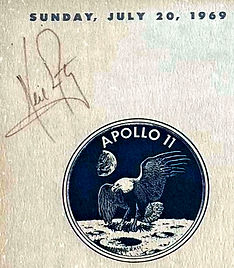 SUNDAY, JULY 20, 1969
APOLLO 11